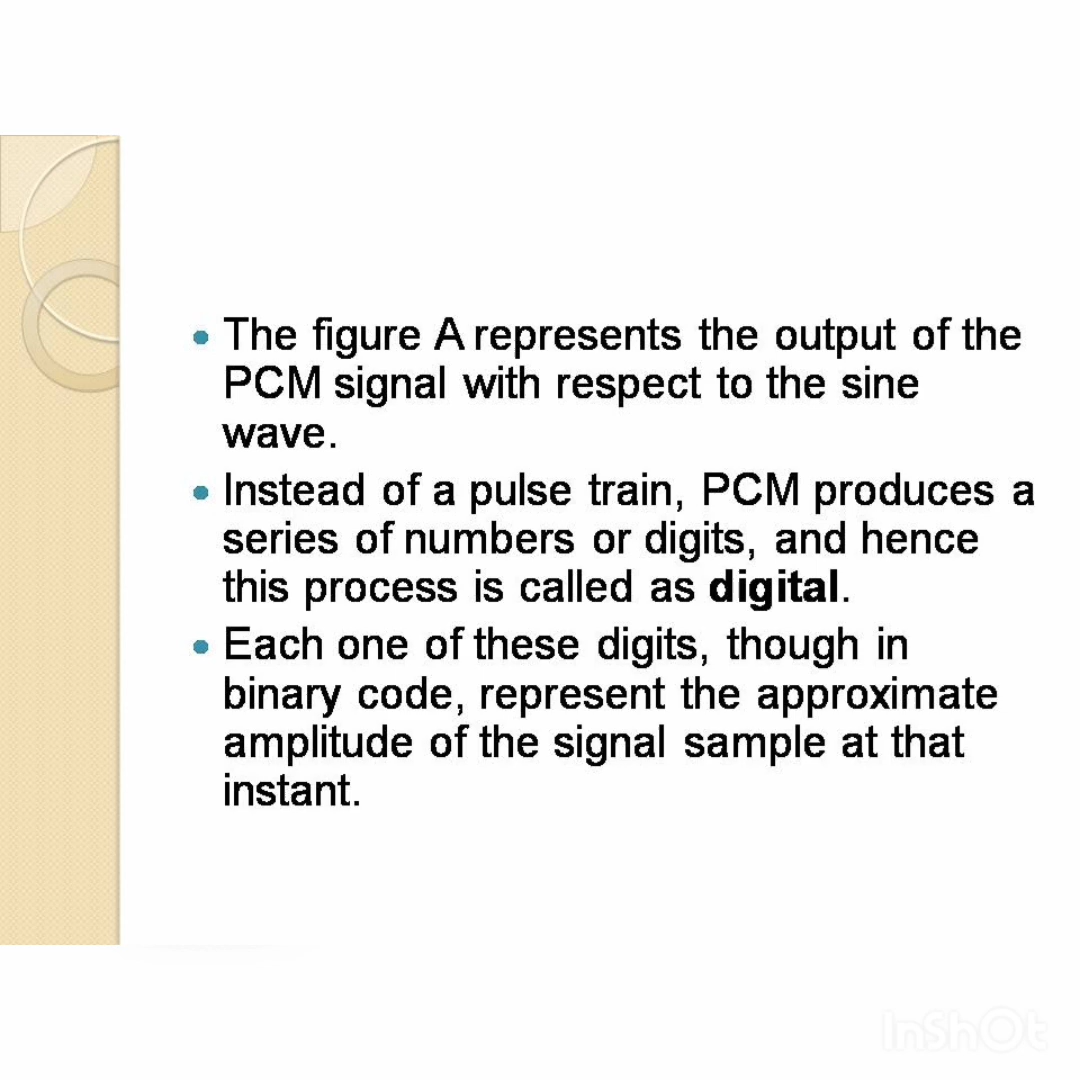 The figure A represents the output of the
PCM signal with respect to the sine
wave.
Instead of a pulse train, PCM produces a
series of numbers or digits, and hence
this process is called as digital.
Each one of these digits, though in
binary code, represent the approximate
amplitude of the signal sample at that
instant.
InShOt